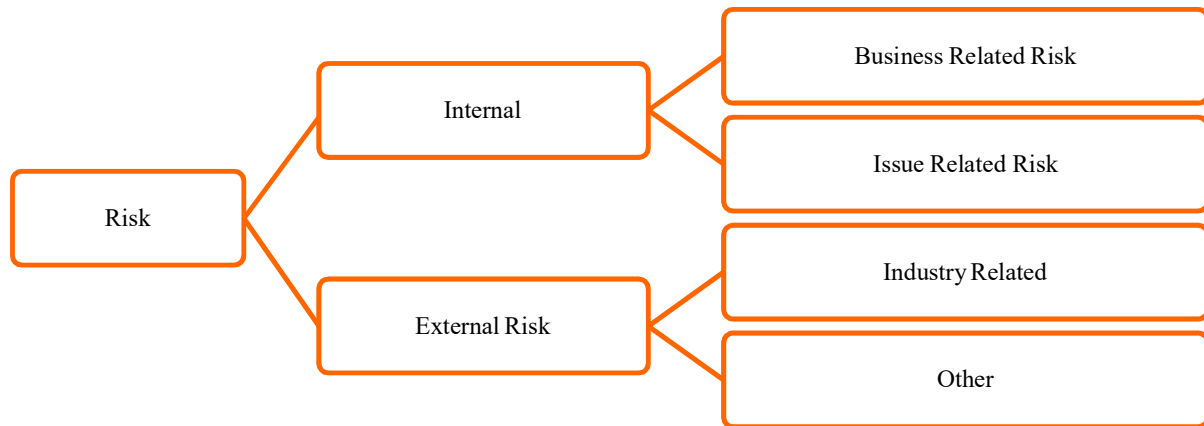 Risk
Internal
Business Related Risk
Issue Related Risk
External Risk
Industry Related
Other